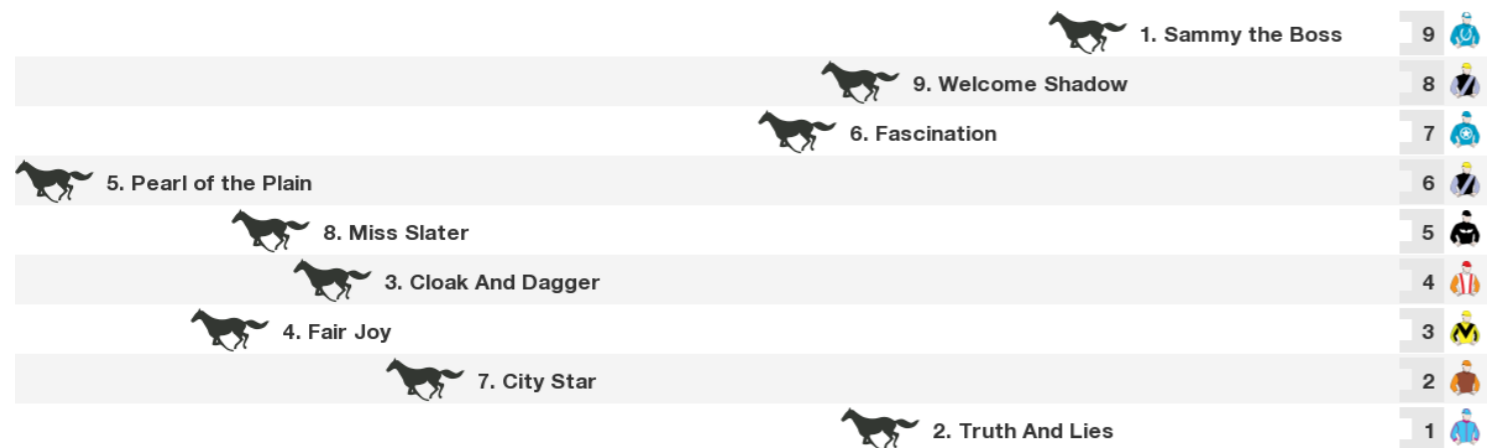 1. Sammy the Boss 9
9. Welcome Shadow 8
6. Fascination 7
5. Pearl of the Plain 6
8. Miss Slater 5
3. Cloak And Dagger 4
4. Fair Joy 3
7. City Star 2
2. Truth And Lies 1